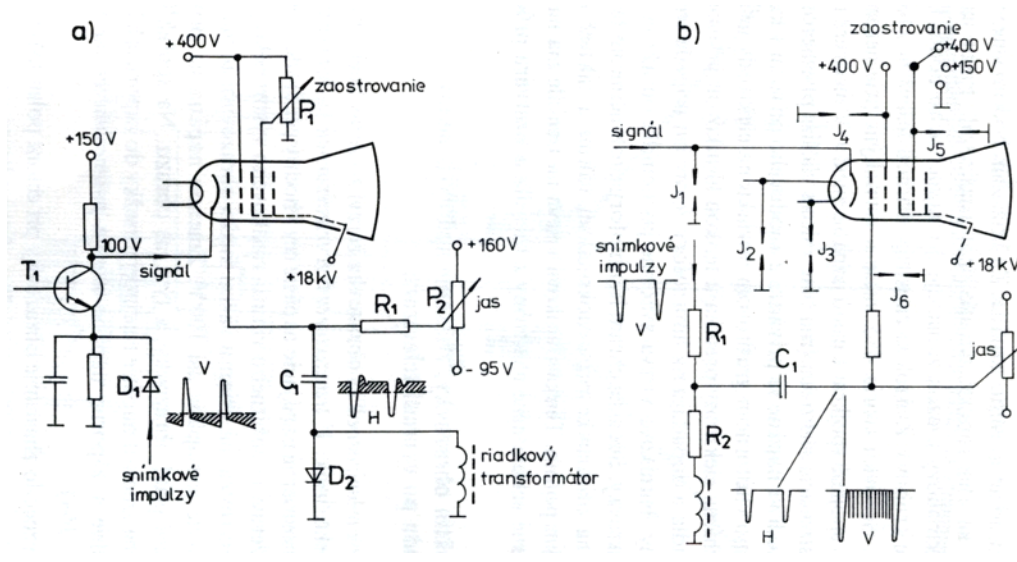 a)
+400 V
zaostrovanie
P₁
+150 V
100 V
T₁
signál
+18 kV
+160 V
P₂
jas
R₁
- 95 V
C₁
V
D₁
H
snímkové
impulzy
D₂
riadkový
transformátor
b)
zaostrovanie
+400 V
+400 V
+150 V
signál
J₄
J₅
J₁
snímkové
impulzy
J₂
J₃
+ 18 kV
J₆
V
R₁
C₁
jas
R₂
H
V